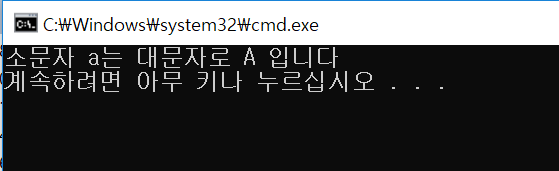 C:₩Windows₩system32₩cmd.exe
소문자 a는 대문자로 A 입니다
계속하려면 아무 키나 누르십시오 . . .